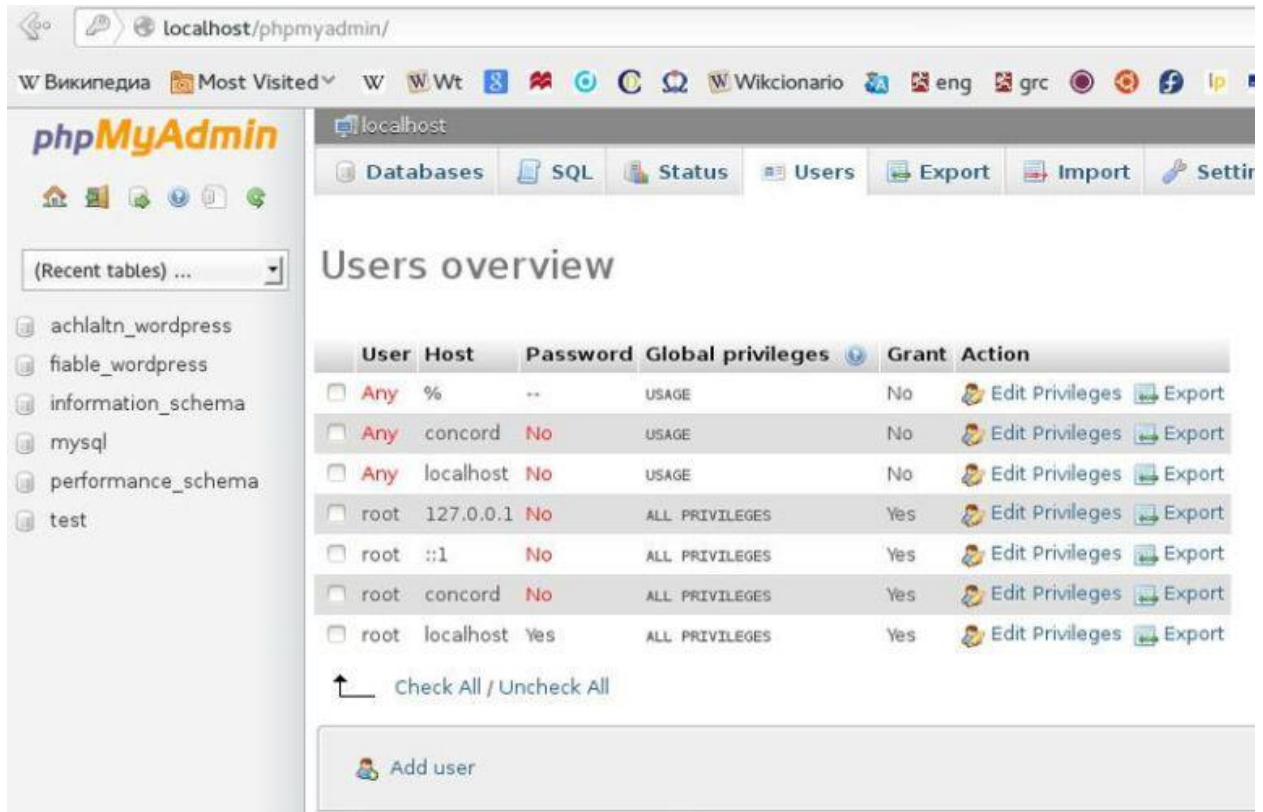 localhost/phpmyadmin/
W Википедиа Most Visited W W Wt 8 W Wikcionario eng grc lp
phpMyAdmin
(Recent tables) ...
achlaltn_wordpress
fiable_wordpress
information_schema
mysql
performance_schema
test
localhost
Databases SQL Status Users Export Import Settin
Users overview
User Host Password Global privileges Grant Action
Any % -- USAGE No Edit Privileges Export
Any concord No USAGE No Edit Privileges Export
Any localhost No USAGE No Edit Privileges Export
root 127.0.0.1 No ALL PRIVILEGES Yes Edit Privileges Export
root ::1 No ALL PRIVILEGES Yes Edit Privileges Export
root concord No ALL PRIVILEGES Yes Edit Privileges Export
root localhost Yes ALL PRIVILEGES Yes Edit Privileges Export
Check All / Uncheck All
Add user